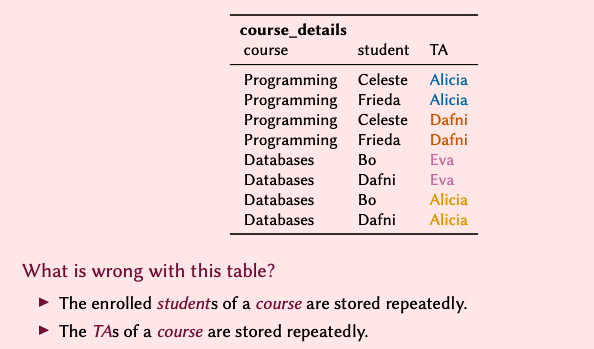 course_details
course student TA
Programming Celeste Alicia
Programming Frieda Alicia
Programming Celeste Dafni
Programming Frieda Dafni
Databases Bo Eva
Databases Dafni Eva
Databases Bo Alicia
Databases Dafni Alicia
What is wrong with this table?
▶ The enrolled students of a course are stored repeatedly.
▶ The TAs of a course are stored repeatedly.